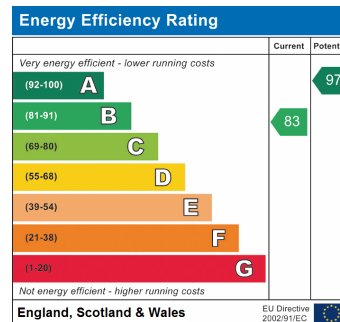 Energy Efficiency Rating
Current Potent
Very energy efficient - lower running costs
(92-100) A 97
(81-91) B 83
(69-80) C
(55-68) D
(39-54) E
(21-38) F
(1-20) G
Not energy efficient - higher running costs
England, Scotland & Wales
EU Directive
2002/91/EC